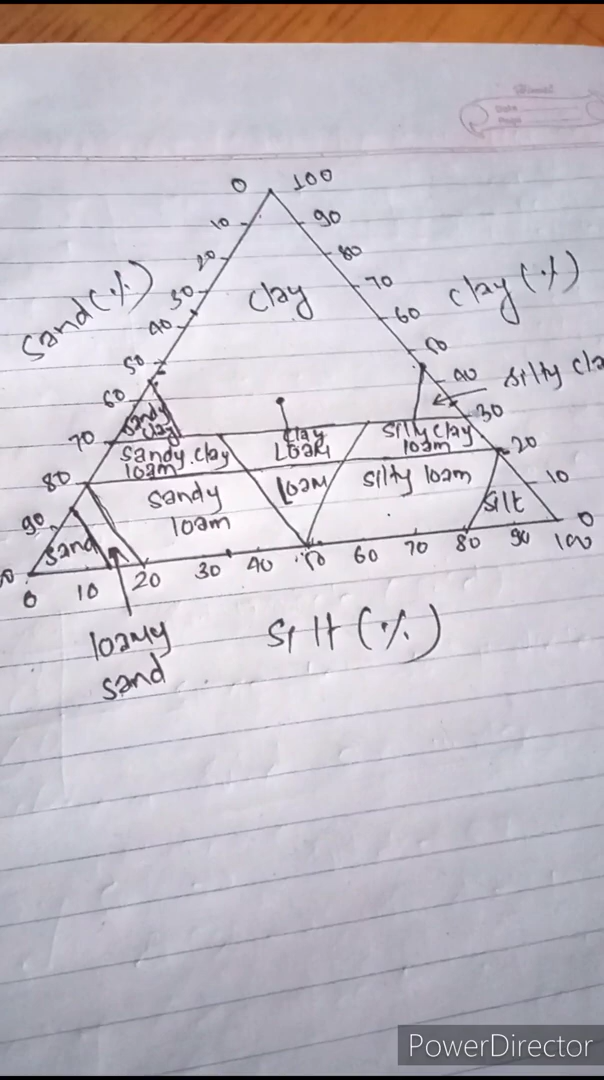 0 100
10 90
20 80
30 70
40 60
50 50
60 40
70 30
80 20
90 10
0
Sand (%)
Clay
Clay (%)
Silty cla
Sandy
clay
Sandy clay
loam
Clay
LOAM
Silty clay
loam
Sandy
loam
LoaM
Silty loam
Silt
Sand
0 10 20 30 40 50 60 70 80 90 100
loaMy
sand
Silt (%)
PowerDirector